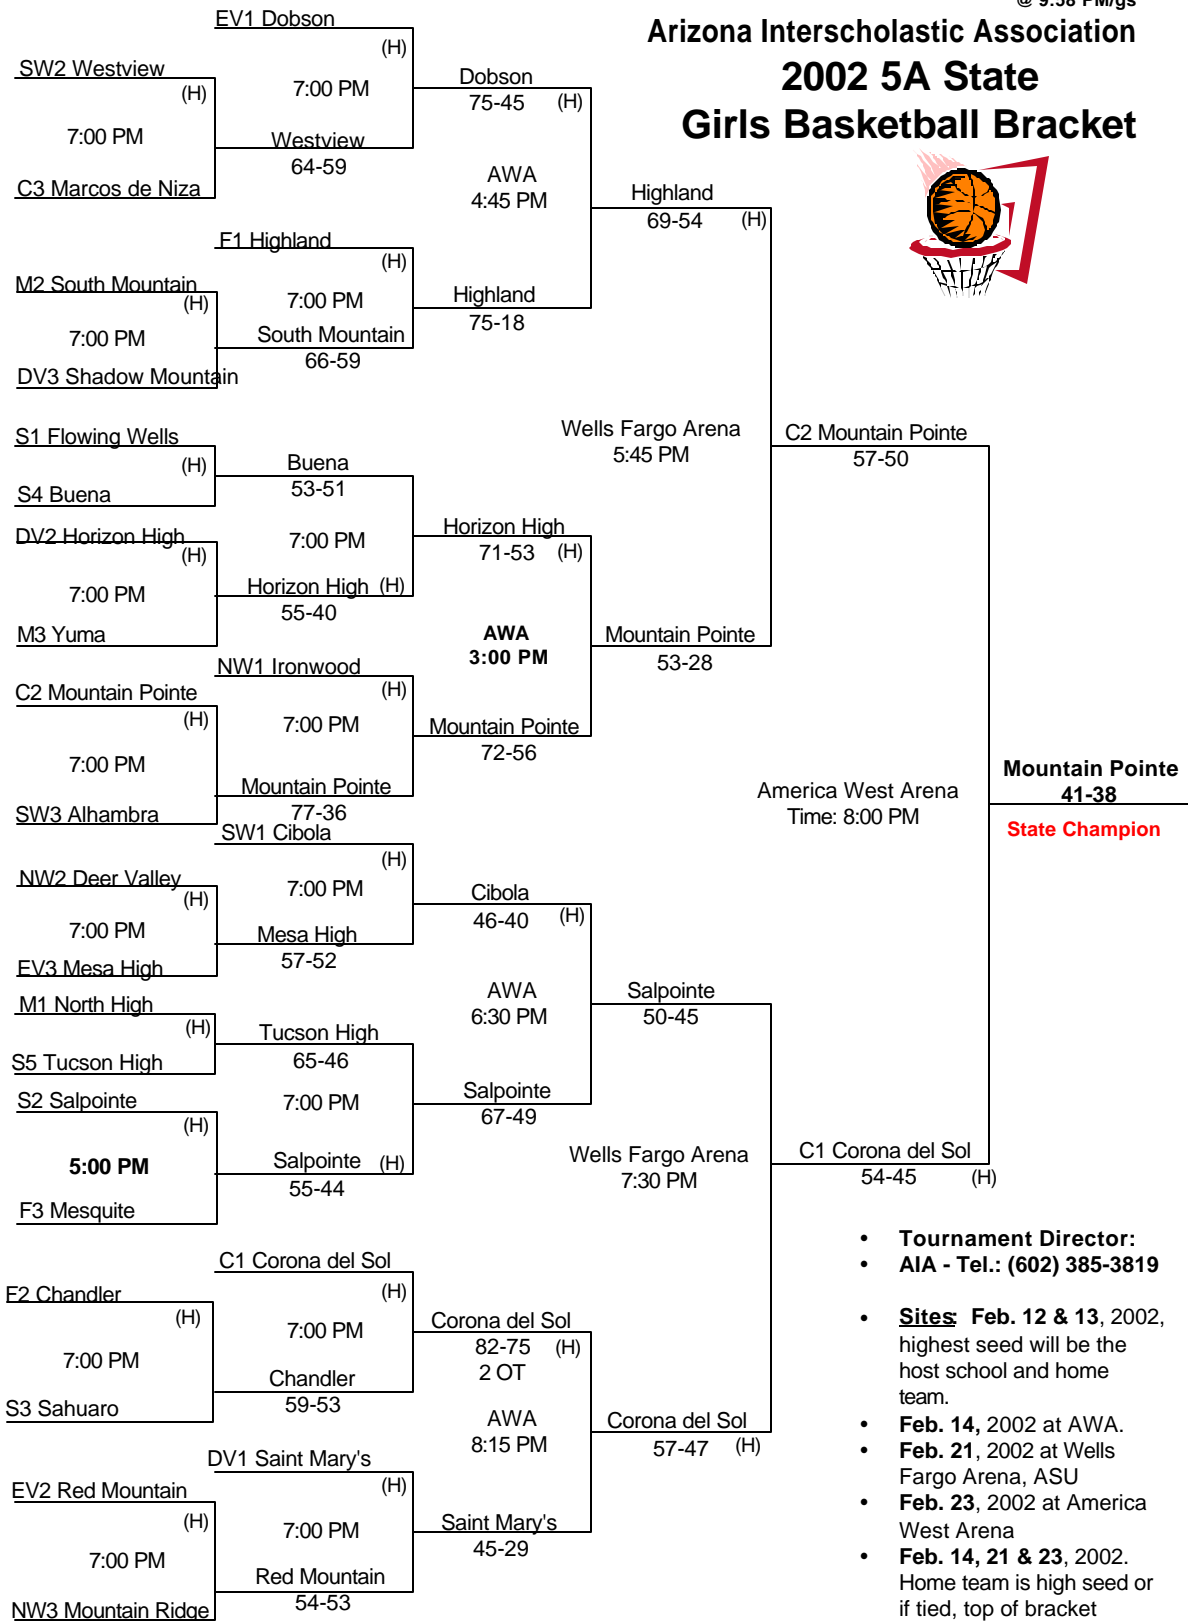 @ 9:58 PM/gs
Arizona Interscholastic Association
2002 5A State
Girls Basketball Bracket
EV1 Dobson
(H)
SW2 Westview
(H)
7:00 PM
Dobson
75-45 (H)
7:00 PM
Westview
64-59
C3 Marcos de Niza
AWA
4:45 PM
Highland
69-54 (H)
F1 Highland
(H)
M2 South Mountain
(H)
7:00 PM
Highland
75-18
7:00 PM
South Mountain
66-59
DV3 Shadow Mountain
S1 Flowing Wells
(H)
Buena
53-51
S4 Buena
Wells Fargo Arena
5:45 PM
C2 Mountain Pointe
57-50
DV2 Horizon High
(H)
7:00 PM
Horizon High
71-53 (H)
7:00 PM
Horizon High (H)
55-40
M3 Yuma
AWA
3:00 PM
Mountain Pointe
53-28
NW1 Ironwood
(H)
C2 Mountain Pointe
(H)
7:00 PM
Mountain Pointe
72-56
7:00 PM
Mountain Pointe
77-36
SW3 Alhambra
America West Arena
Time: 8:00 PM
Mountain Pointe
41-38
State Champion
SW1 Cibola
(H)
NW2 Deer Valley
(H)
7:00 PM
Cibola
46-40 (H)
7:00 PM
Mesa High
57-52
EV3 Mesa High
AWA
6:30 PM
Salpointe
50-45
M1 North High
(H)
Tucson High
65-46
S5 Tucson High
S2 Salpointe
(H)
7:00 PM
Salpointe
67-49
5:00 PM
Salpointe (H)
55-44
F3 Mesquite
Wells Fargo Arena
7:30 PM
C1 Corona del Sol
54-45 (H)
C1 Corona del Sol
(H)
F2 Chandler
(H)
7:00 PM
Corona del Sol
82-75 (H)
2 OT
7:00 PM
Chandler
59-53
S3 Sahuaro
AWA
8:15 PM
Corona del Sol
57-47 (H)
DV1 Saint Mary's
(H)
EV2 Red Mountain
(H)
7:00 PM
Saint Mary's
45-29
7:00 PM
Red Mountain
54-53
NW3 Mountain Ridge
• Tournament Director:
• AIA - Tel.: (602) 385-3819
• Sites: Feb. 12 & 13, 2002,
highest seed will be the
host school and home
team.
• Feb. 14, 2002 at AWA.
• Feb. 21, 2002 at Wells
Fargo Arena, ASU
• Feb. 23, 2002 at America
West Arena
• Feb. 14, 21 & 23, 2002.
Home team is high seed or
if tied, top of bracket